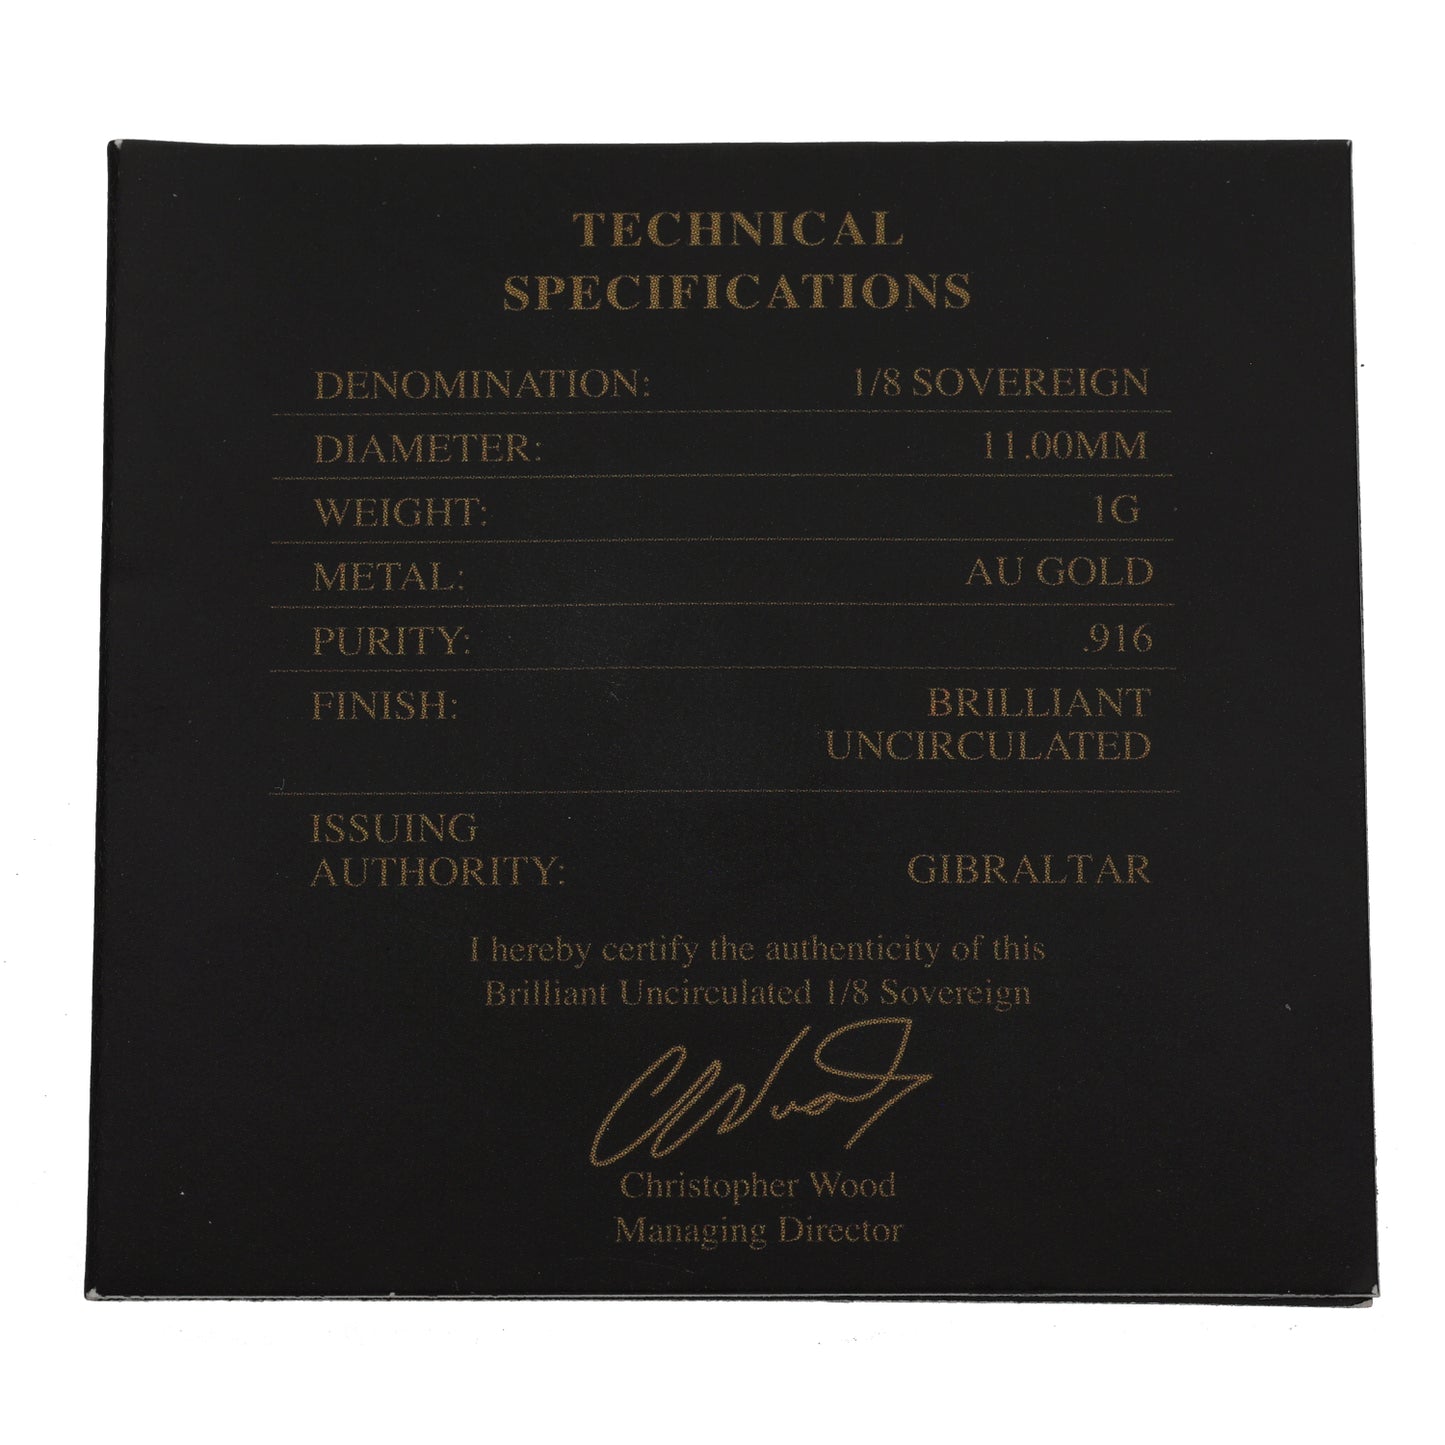 TECHNICAL
SPECIFICATIONS
DENOMINATION: 1/8 SOVEREIGN
DIAMETER: 11.00MM
WEIGHT: 1G
METAL: AU GOLD
PURITY: .916
FINISH: BRILLIANT
UNCIRCULATED
ISSUING
AUTHORITY: GIBRALTAR
I hereby certify the authenticity of this
Brilliant Uncirculated 1/8 Sovereign
Christopher Wood
Managing Director